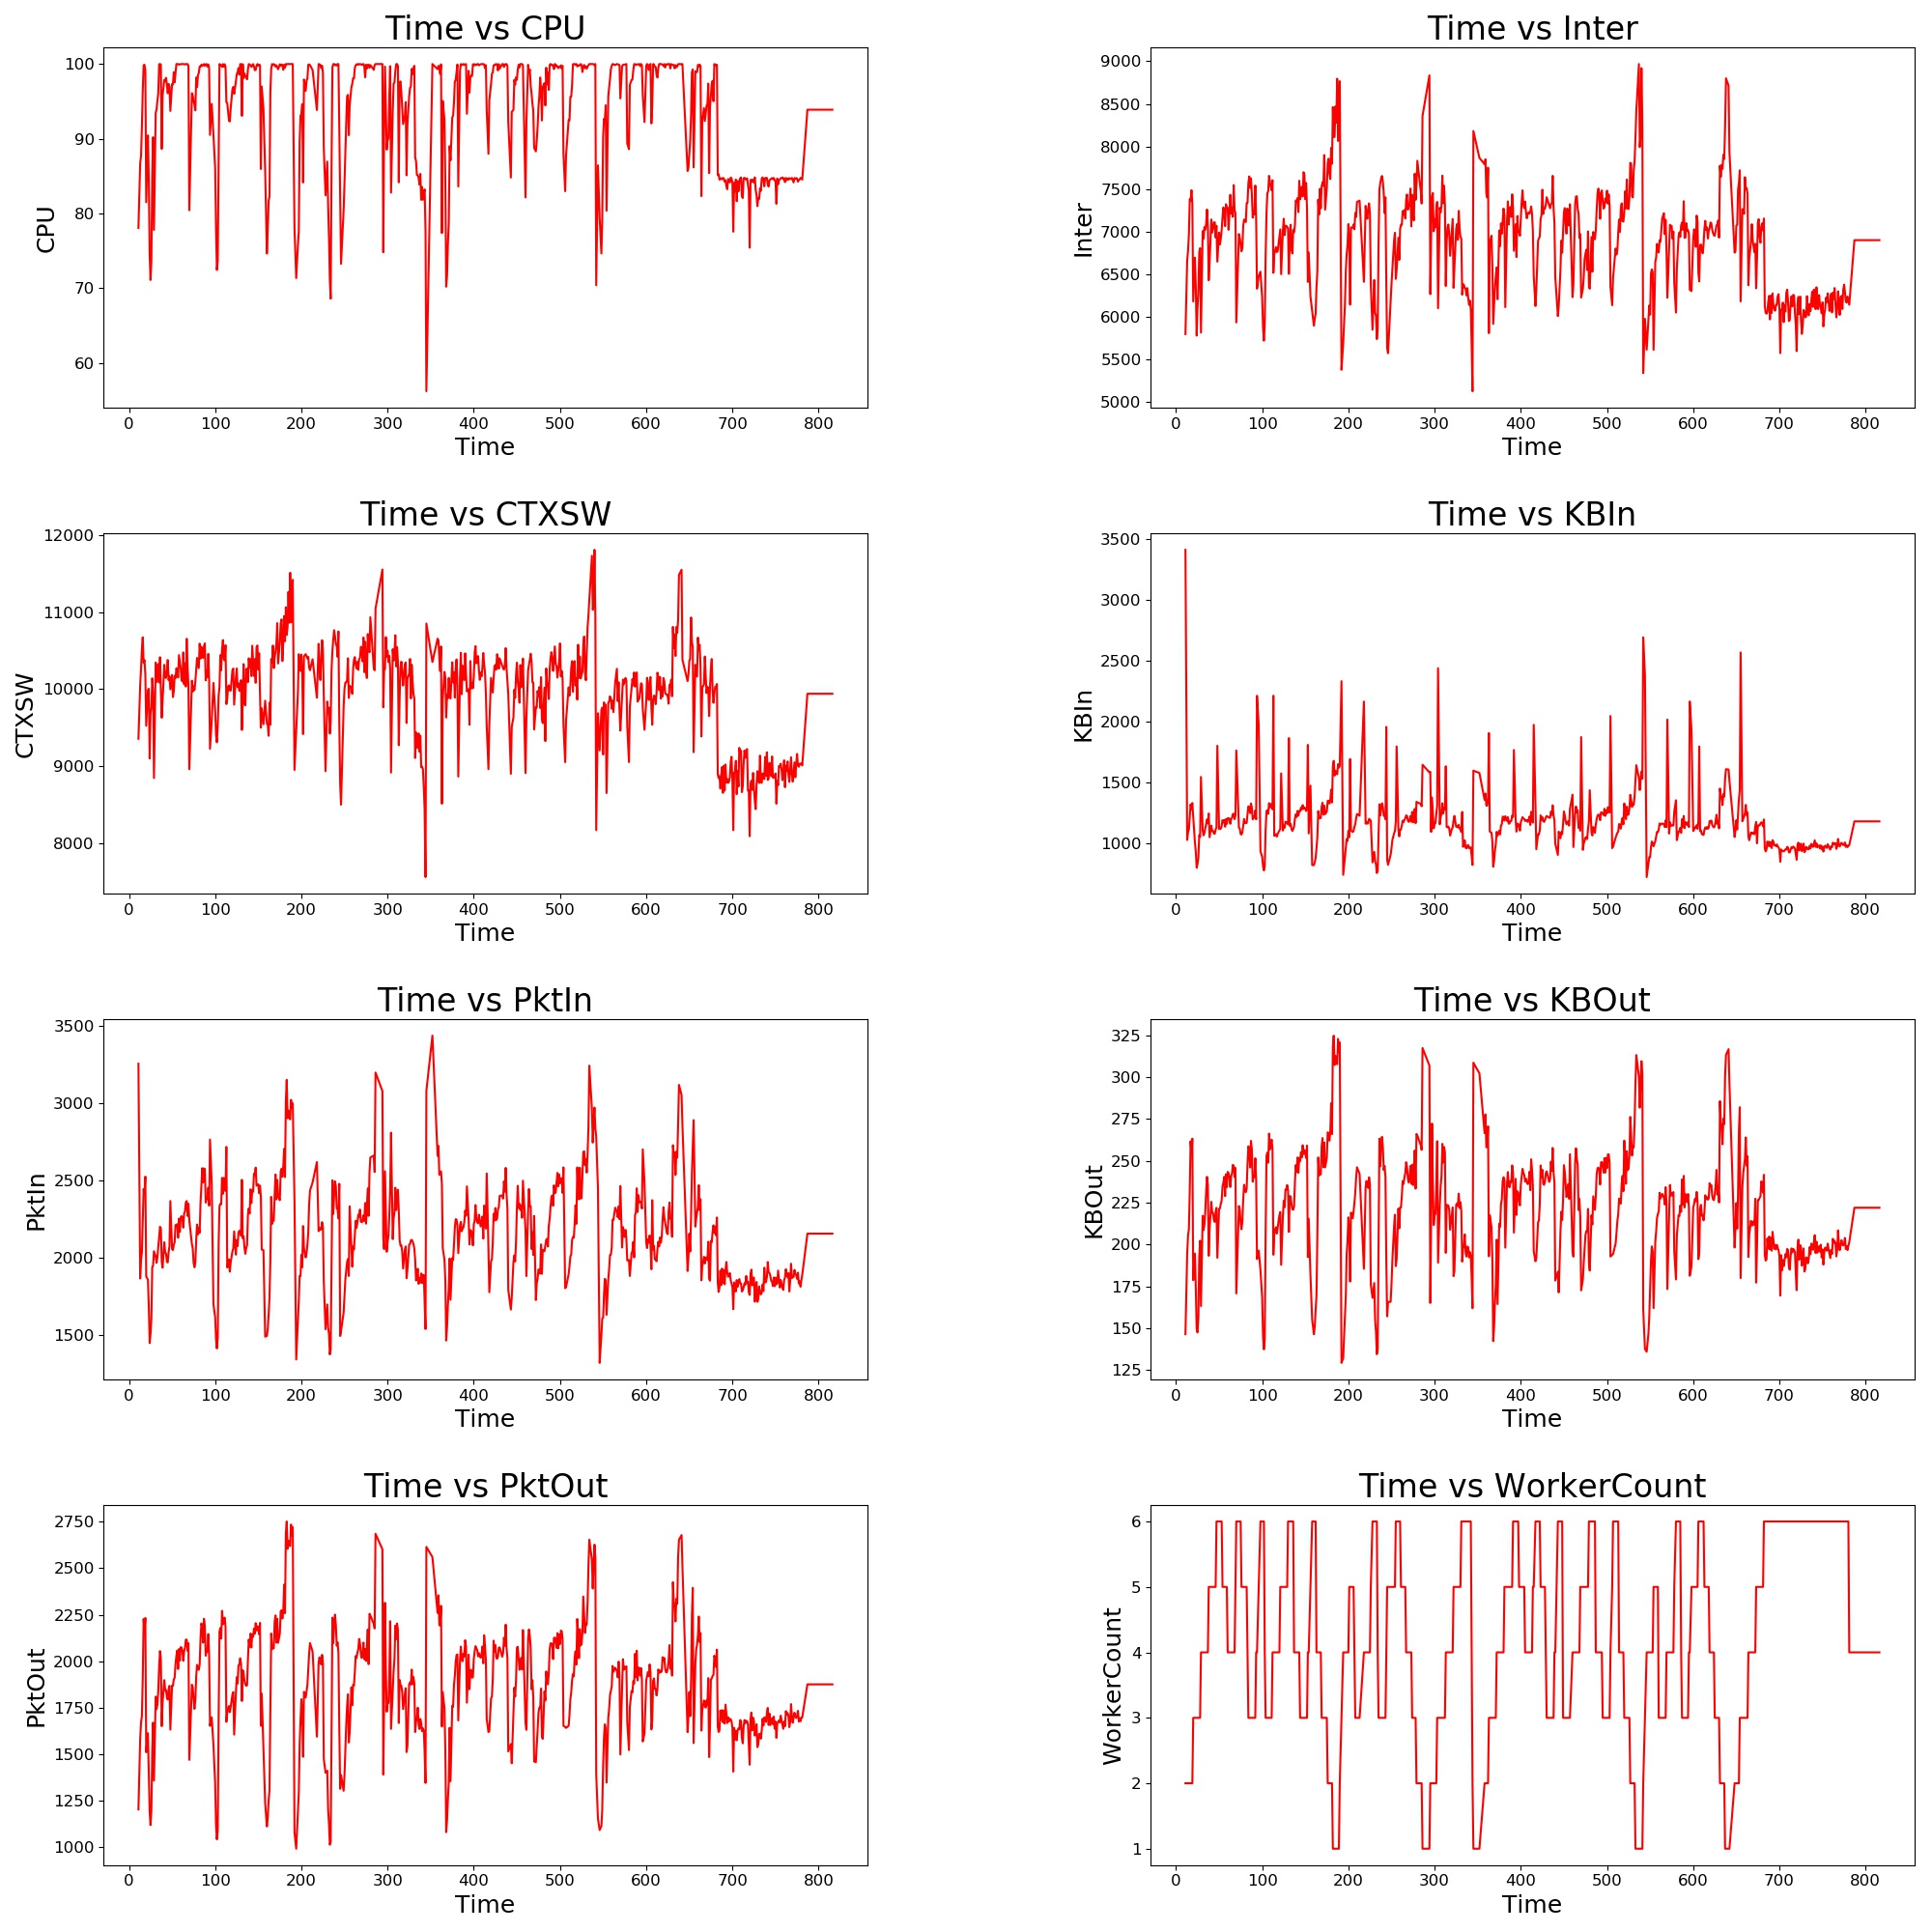 Time vs CPU
CPU
100
90
80
70
60
0 100 200 300 400 500 600 700 800
Time
Time vs Inter
Inter
9000
8500
8000
7500
7000
6500
6000
5500
5000
0 100 200 300 400 500 600 700 800
Time
Time vs CTXSW
CTXSW
12000
11000
10000
9000
8000
0 100 200 300 400 500 600 700 800
Time
Time vs KBIn
KBIn
3500
3000
2500
2000
1500
1000
0 100 200 300 400 500 600 700 800
Time
Time vs PktIn
PktIn
3500
3000
2500
2000
1500
0 100 200 300 400 500 600 700 800
Time
Time vs KBOut
KBOut
325
300
275
250
225
200
175
150
125
0 100 200 300 400 500 600 700 800
Time
Time vs PktOut
PktOut
2750
2500
2250
2000
1750
1500
1250
1000
0 100 200 300 400 500 600 700 800
Time
Time vs WorkerCount
WorkerCount
6
5
4
3
2
1
0 100 200 300 400 500 600 700 800
Time